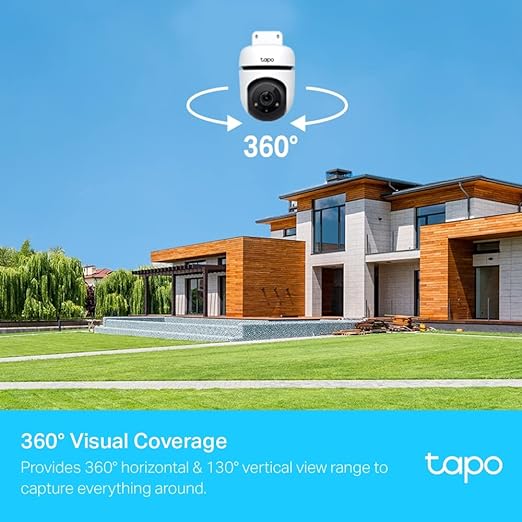 tapo
360°
360° Visual Coverage
Provides 360° horizontal & 130° vertical view range to
capture everything around.
tapo